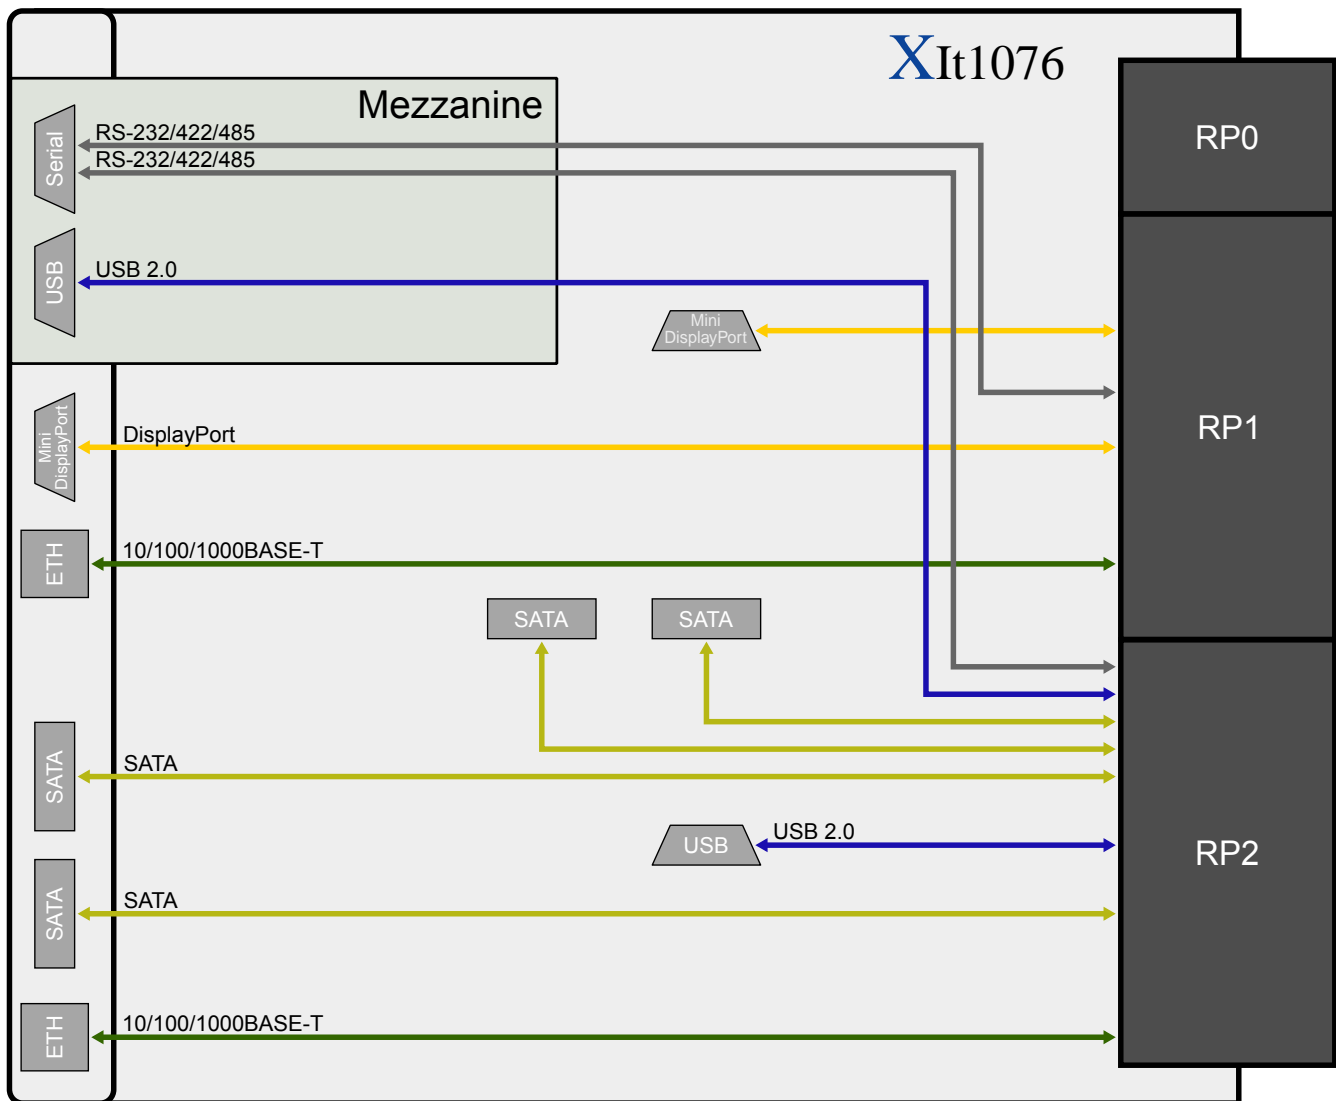 XIt1076
RP0
Mezzanine
Serial
RS-232/422/485
RS-232/422/485
USB
USB 2.0
Mini
DisplayPort
RP1
Mini
DisplayPort
DisplayPort
ETH
10/100/1000BASE-T
SATA
SATA
SATA
SATA
USB
USB 2.0
RP2
SATA
SATA
ETH
10/100/1000BASE-T